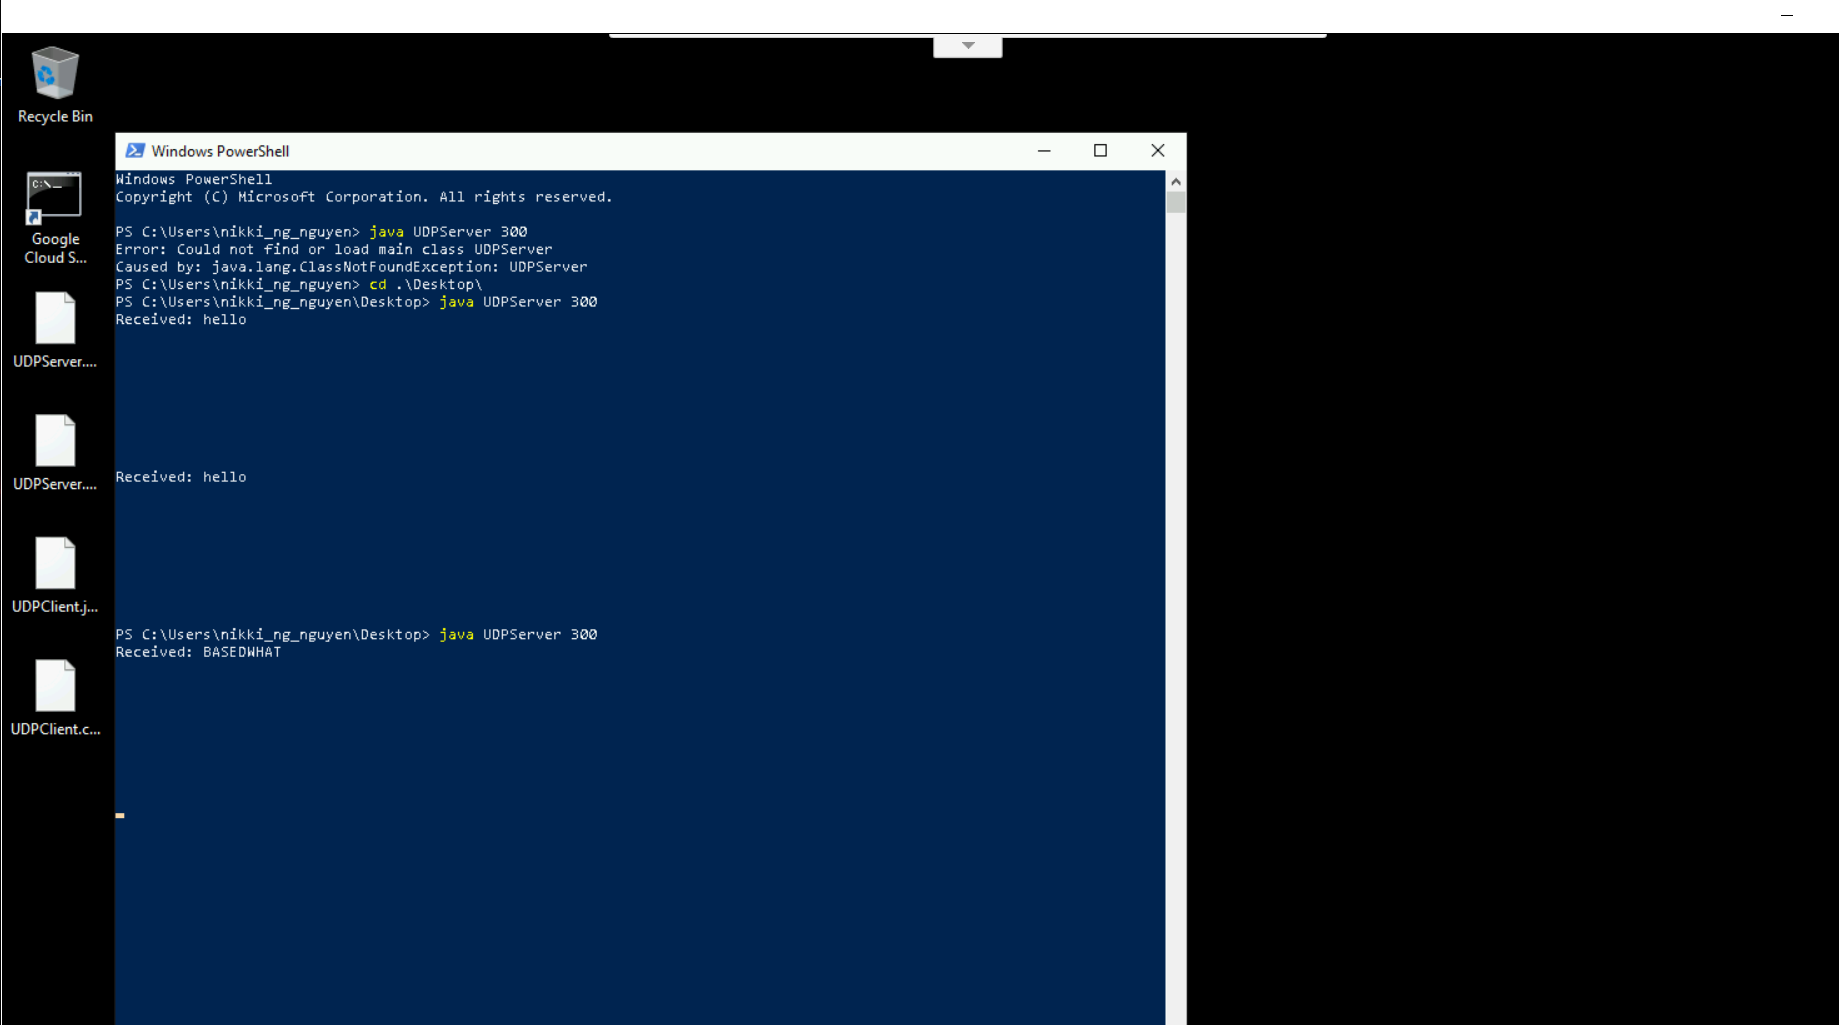 Recycle Bin
Google
Cloud S...
UDPServer....
UDPServer....
UDPClient.j...
UDPClient.c...
Windows PowerShell
Windows PowerShell
Copyright (C) Microsoft Corporation. All rights reserved.
PS C:\Users\nikki_ng_nguyen> java UDPServer 300
Error: Could not find or load main class UDPServer
Caused by: java.lang.ClassNotFoundException: UDPServer
PS C:\Users\nikki_ng_nguyen> cd .\Desktop\
PS C:\Users\nikki_ng_nguyen\Desktop> java UDPServer 300
Received: hello
Received: hello
PS C:\Users\nikki_ng_nguyen\Desktop> java UDPServer 300
Received: BASEDWHAT